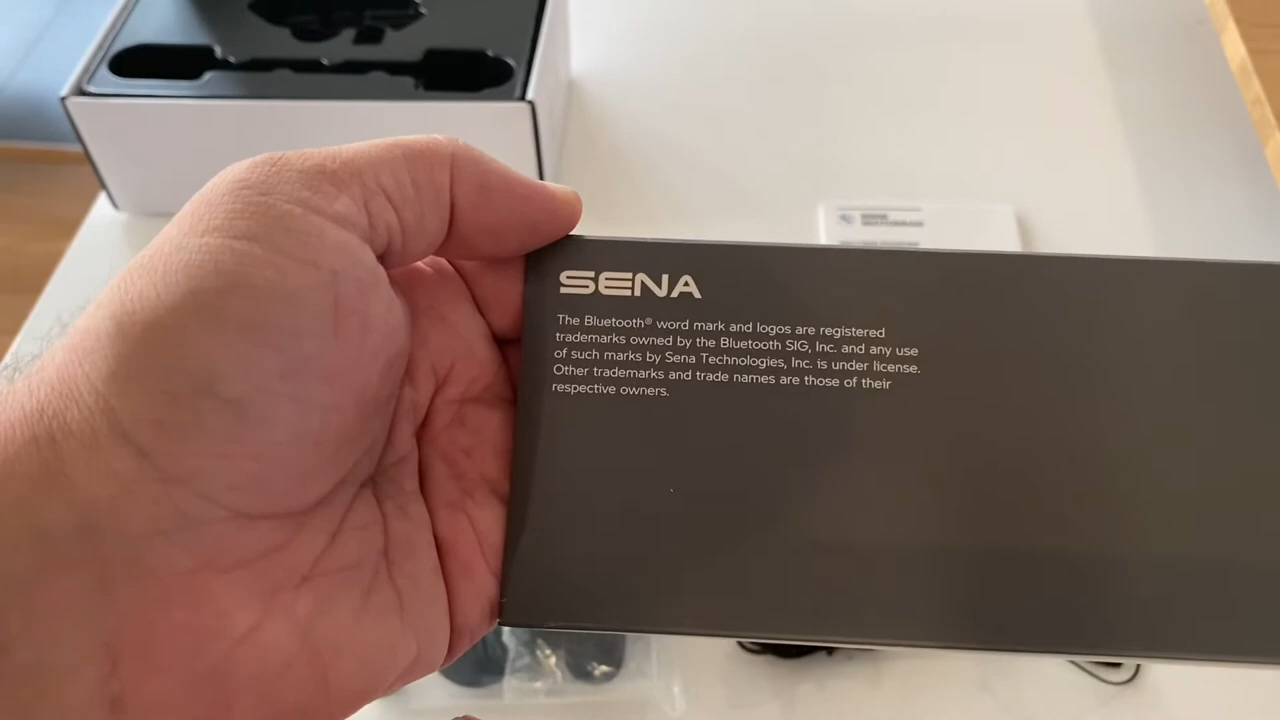 SENA
The Bluetooth® word mark and logos are registered
trademarks owned by the Bluetooth SIG, Inc. and any use
of such marks by Sena Technologies, Inc. is under license.
Other trademarks and trade names are those of their
respective owners.